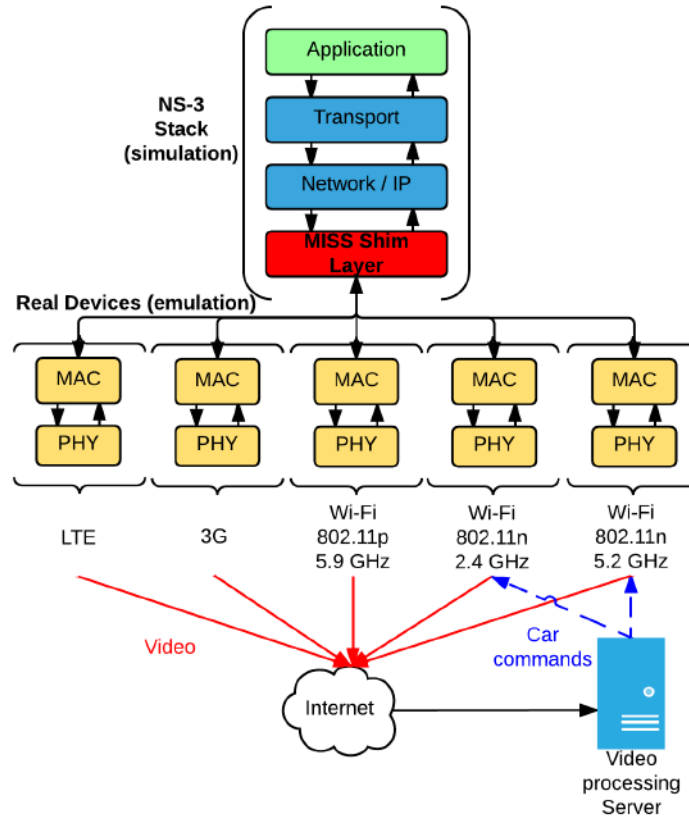 Application
NS-3
Stack
(simulation)
Transport
Network / IP
MISS Shim
Layer
Real Devices (emulation)
MAC
MAC
MAC
MAC
MAC
PHY
PHY
PHY
PHY
PHY
LTE
3G
Wi-Fi
802.11p
5.9 GHz
Wi-Fi
802.11n
2.4 GHz
Wi-Fi
802.11n
5.2 GHz
Video
Car
commands
Internet
Video
processing
Server